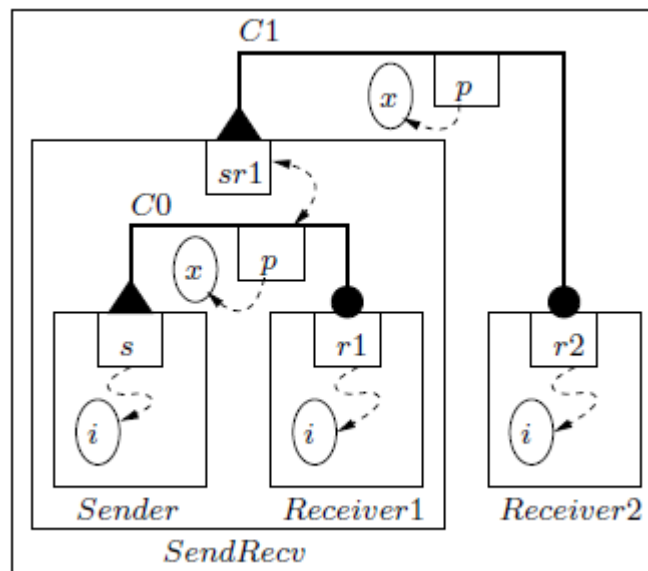 C1
x p
sr1
C0
x p
s r1 r2
i i i
Sender Receiver1 Receiver2
SendRecv